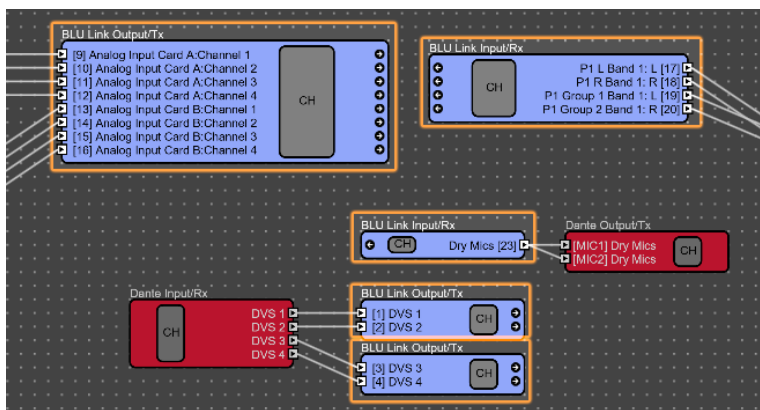 BLU Link Output/Tx
[9] Analog Input Card A:Channel 1
[10] Analog Input Card A:Channel 2
[11] Analog Input Card A:Channel 3
[12] Analog Input Card A:Channel 4
[13] Analog Input Card B:Channel 1
[14] Analog Input Card B:Channel 2
[15] Analog Input Card B:Channel 3
[16] Analog Input Card B:Channel 4
CH
BLU Link Input/Rx
CH
P1 L Band 1: L [17]
P1 R Band 1: R [18]
P1 Group 1 Band 1: L [19]
P1 Group 2 Band 1: R [20]
BLU Link Input/Rx
CH
Dry Mics [23]
Dante Output/Tx
[MIC1] Dry Mics
[MIC2] Dry Mics
CH
Dante Input/Rx
CH
DVS 1
DVS 2
DVS 3
DVS 4
BLU Link Output/Tx
[1] DVS 1
[2] DVS 2
CH
BLU Link Output/Tx
[3] DVS 3
[4] DVS 4
CH